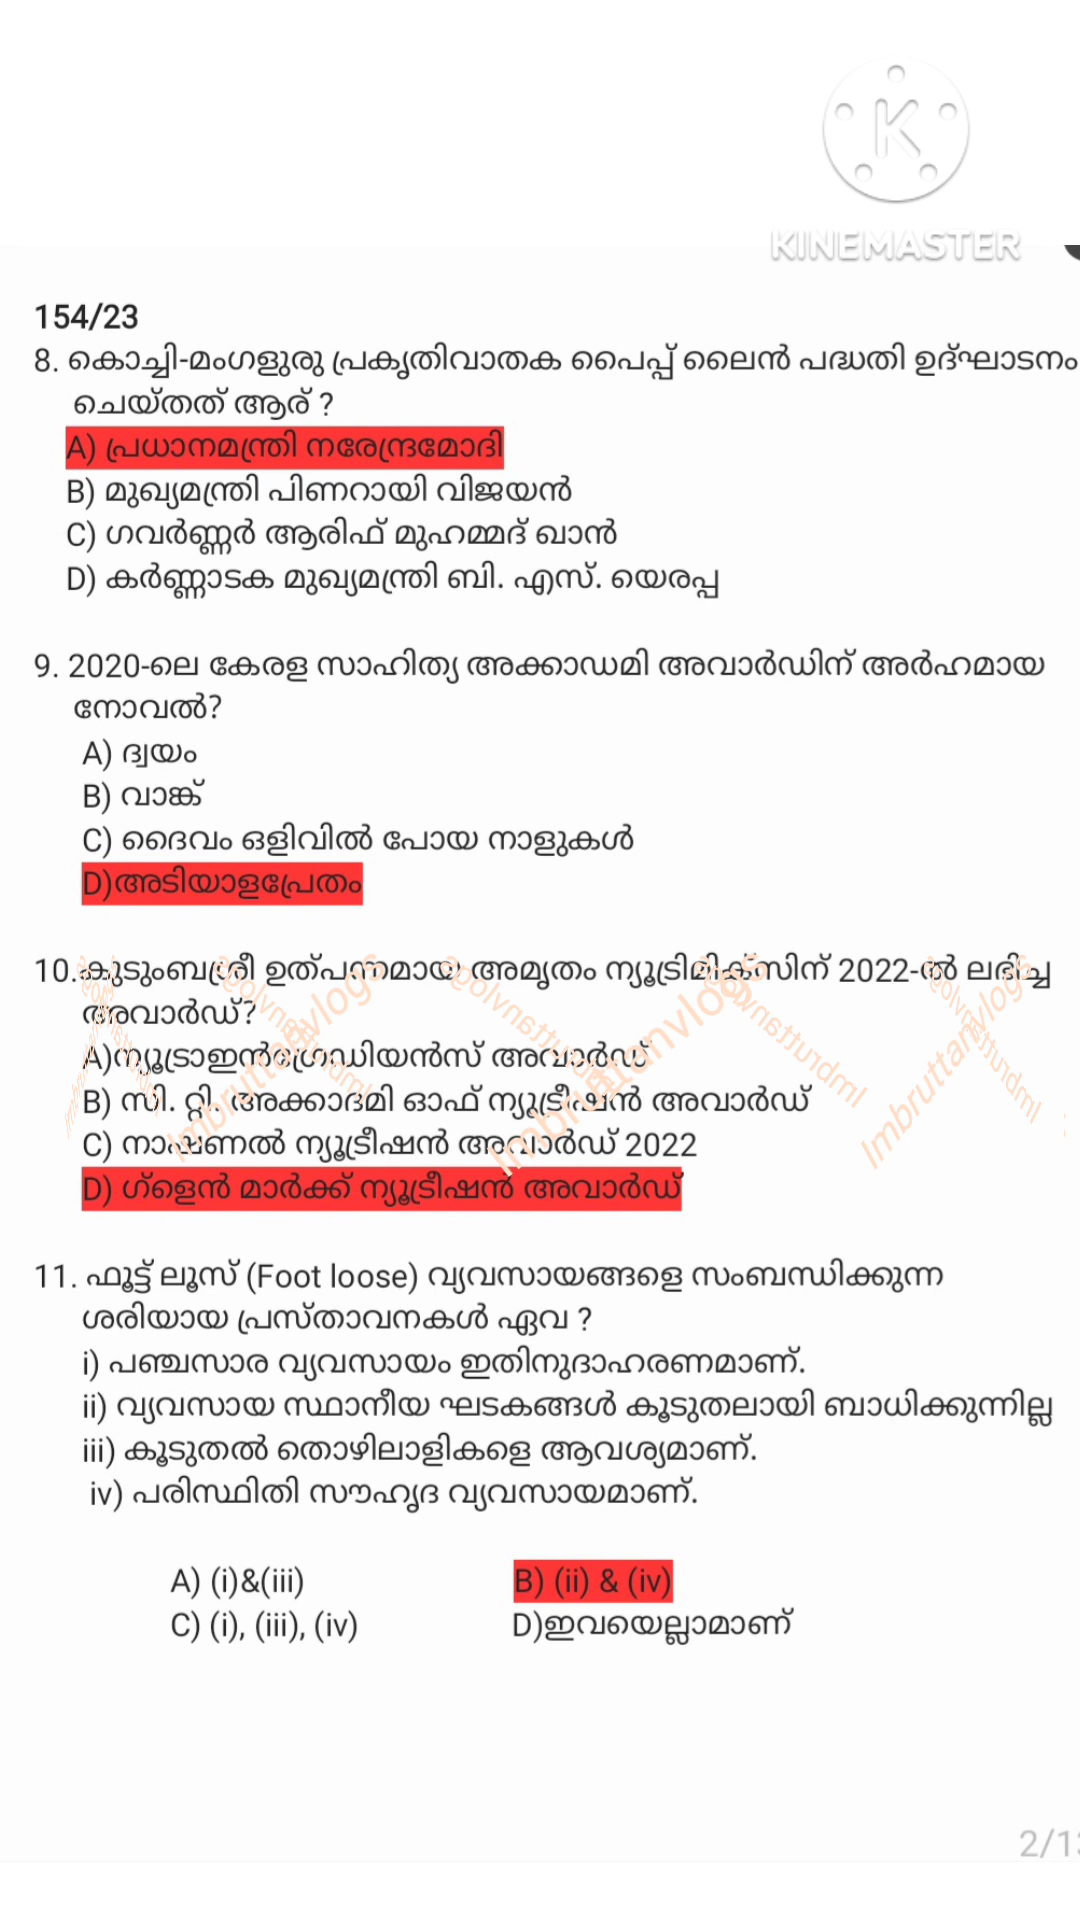 KINEMASTER
154/23
8. കൊച്ചി-മംഗളൂരു പ്രകൃതിവാതക പൈപ്പ് ലൈൻ പദ്ധതി ഉദ്ഘാടനം
ചെയ്തത് ആര് ?
A) പ്രധാനമന്ത്രി നരേന്ദ്രമോദി
B) മുഖ്യമന്ത്രി പിണറായി വിജയൻ
C) ഗവർണ്ണർ ആരിഫ് മുഹമ്മദ് ഖാൻ
D) കർണ്ണാടക മുഖ്യമന്ത്രി ബി. എസ്. യെരപ്പ
9. 2020-ലെ കേരള സാഹിത്യ അക്കാഡമി അവാർഡിന് അർഹമായ
നോവൽ?
A) ദ്വയം
B) വാങ്ക്
C) ദൈവം ഒളിവിൽ പോയ നാളുകൾ
D)അടിയാളപ്രേതം
10.കുടുംബശ്രീ ഉത്പന്നമായ അമൃതം ന്യൂട്രിമിക്സിന് 2022-ൽ ലഭിച്ച
അവാർഡ്?
A)ന്യൂട്രാഇൻഗ്രേഡിയൻസ് അവാർഡ്
B) സി. റ്റി. അക്കാദമി ഓഫ് ന്യൂട്രീഷൻ അവാർഡ്
C) നാഷണൽ ന്യൂട്രീഷൻ അവാർഡ് 2022
D) ഗ്ളെൻ മാർക്ക് ന്യൂട്രീഷൻ അവാർഡ്
Imbruttanvlogs
11. ഫൂട്ട് ലൂസ് (Foot loose) വ്യവസായങ്ങളെ സംബന്ധിക്കുന്ന
ശരിയായ പ്രസ്താവനകൾ ഏവ ?
i) പഞ്ചസാര വ്യവസായം ഇതിനുദാഹരണമാണ്.
ii) വ്യവസായ സ്ഥാനീയ ഘടകങ്ങൾ കൂടുതലായി ബാധിക്കുന്നില്ല
iii) കൂടുതൽ തൊഴിലാളികളെ ആവശ്യമാണ്.
iv) പരിസ്ഥിതി സൗഹൃദ വ്യവസായമാണ്.
A) (i)&(iii) B) (ii) & (iv)
C) (i), (iii), (iv) D)ഇവയെല്ലാമാണ്